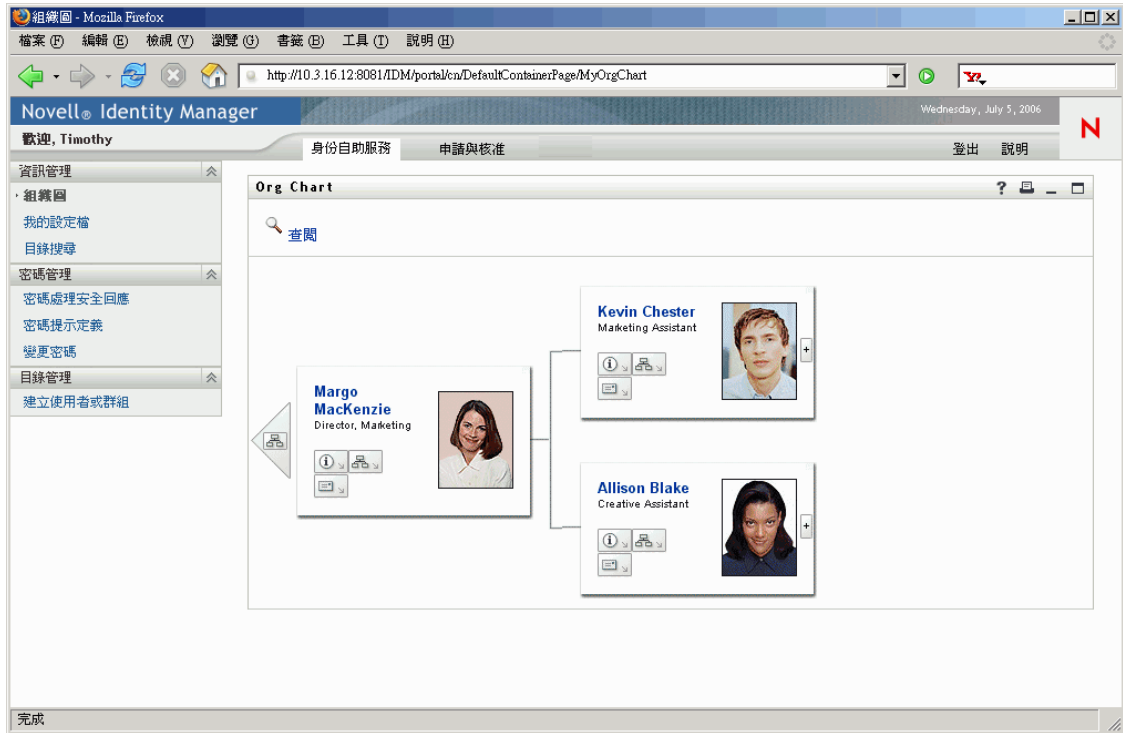 組織圖 - Mozilla Firefox
檔案(F) 編輯(E) 檢視(V) 瀏覽(G) 書籤(B) 工具(T) 說明(H)
http://10.3.16.12:8081/IDM/portal/cn/DefaultContainerPage/MyOrgChart
Novell® Identity Manager
Wednesday, July 5, 2006
N
歡迎, Timothy
身份自助服務
申請與核准
登出 說明
資訊管理
組織圖
我的設定檔
目錄搜尋
密碼管理
密碼處理安全回應
密碼提示定義
變更密碼
目錄管理
建立使用者或群組
Org Chart
查閱
Margo
MacKenzie
Director, Marketing
Kevin Chester
Marketing Assistant
Allison Blake
Creative Assistant
完成